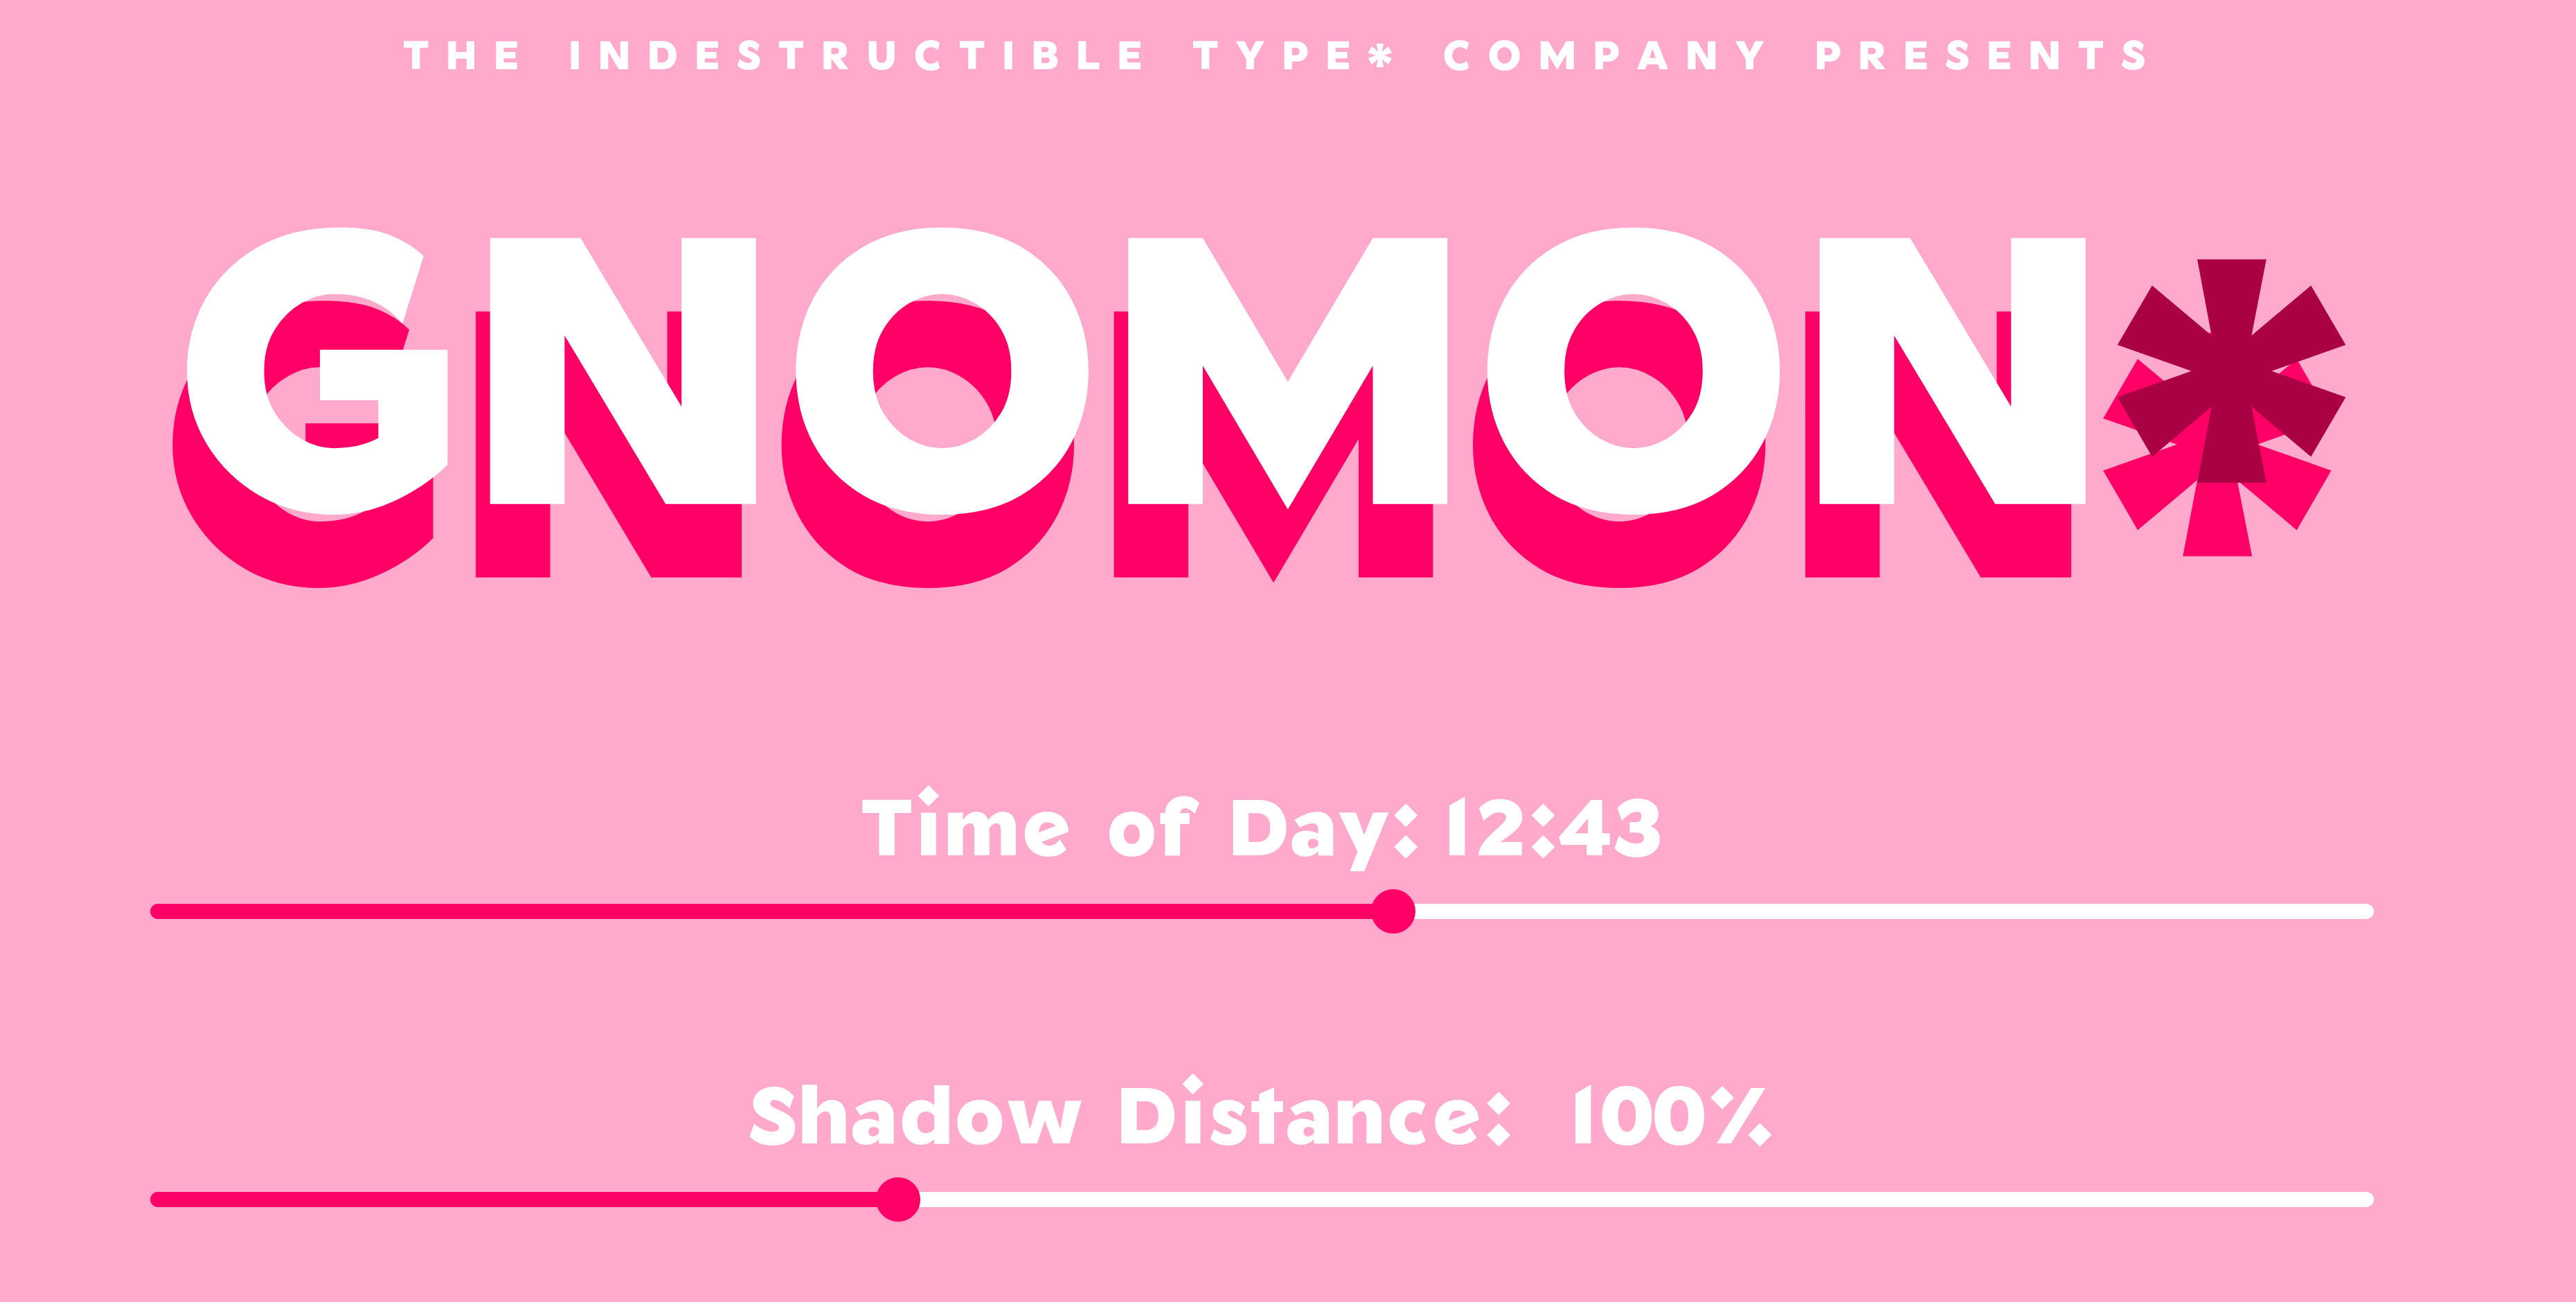 THE INDESTRUCTIBLE TYPE* COMPANY PRESENTS
GNOMON*
Time of Day: 12:43
Shadow Distance: 100%